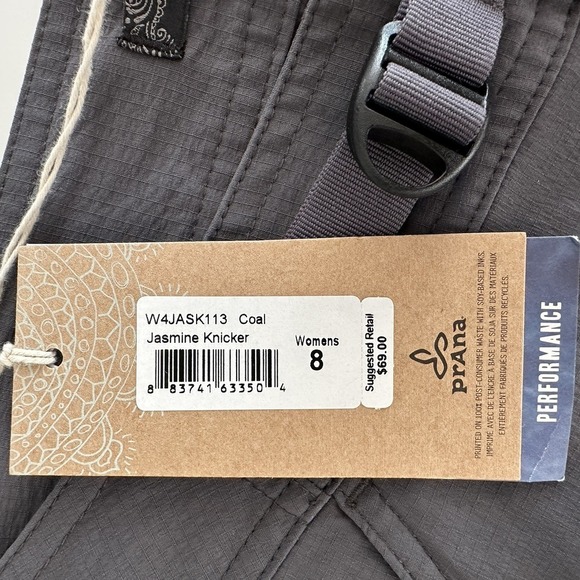 W4JASK113 Coal
Jasmine Knicker
Womens
8
8 83741 63350 4
Suggested Retail
$69.00
prAna
PRINTED ON 100% POST-CONSUMER WASTE WITH SOY-BASED INKS.
IMPRIMÉ AVEC DE L'ENCRE À BASE DE SOJA SUR DES MATÉRIAUX
ENTIÈREMENT FABRIQUÉS DE PRODUITS RECYCLÉS.
PERFORMANCE